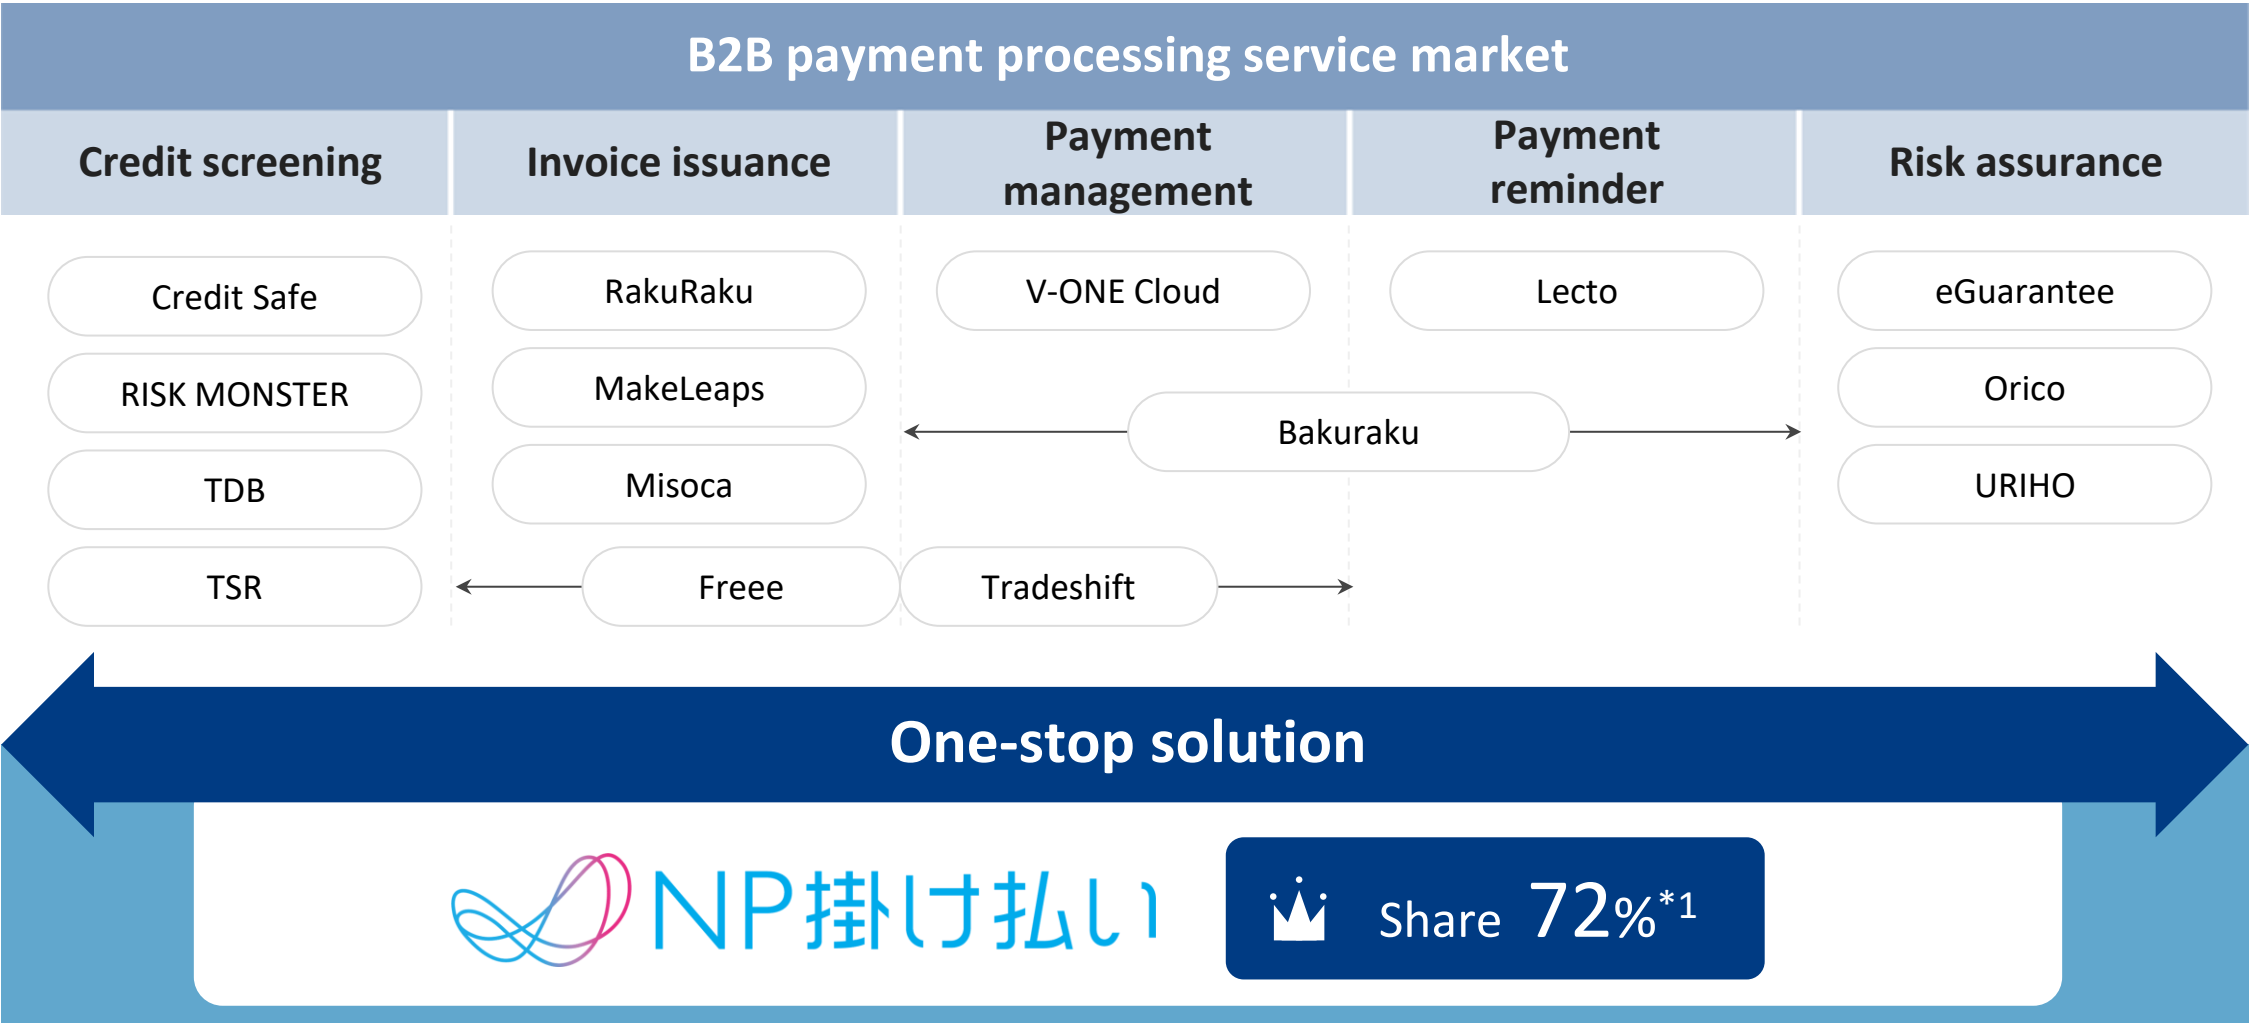 B2B payment processing service market
Credit screening
Invoice issuance
Payment
management
Payment
reminder
Risk assurance
Credit Safe
RISK MONSTER
TDB
TSR
RakuRaku
MakeLeaps
Misoca
Freee
V-ONE Cloud
Tradeshift
Bakuraku
Lecto
eGuarantee
Orico
URIHO
One-stop solution
NP掛け払い
Share 72%*1